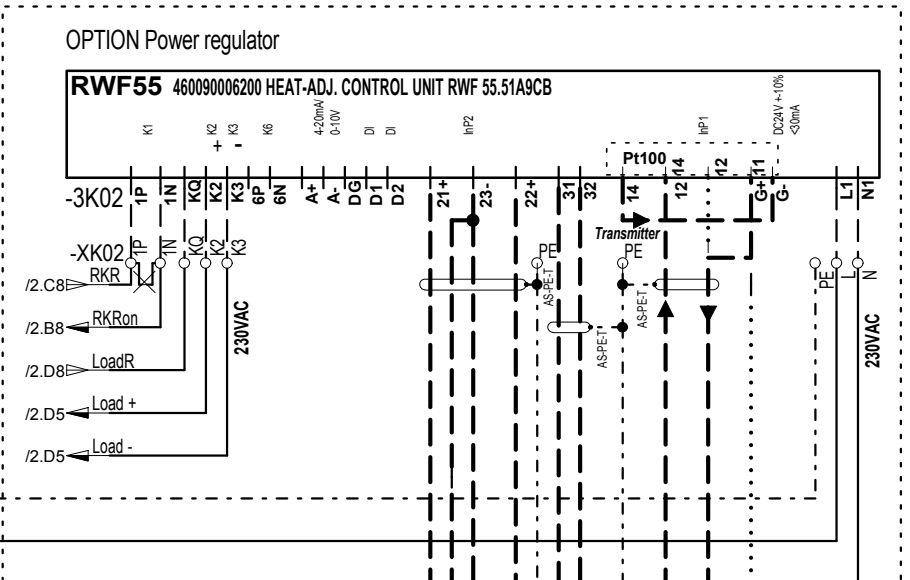 OPTION Power regulator
RWF55 460090006200 HEAT-ADJ. CONTROL UNIT RWF 55.51A9CB
K1
K2
+
K3
-
K6
4-20mA/
0-10V
DI
DI
InP2
InP1
DC24V +-10%
<30mA
Pt100
-3K02
1P
1N
KQ
K2
K3
6P
6N
A+
A-
DG
D1
D2
21+
23-
22+
31
32
14
14
12
12
11
G+
G-
L1
N1
Transmitter
-XK02
1P
1N
KQ
K2
K3
PE
PE
PE
L
N
/2.C8 RKR
/2.B8 RKRon
/2.D8 LoadR
/2.D5 Load +
/2.D5 Load -
230VAC
AS-PE-T
AS-PE-T
AS-PE-T
230VAC